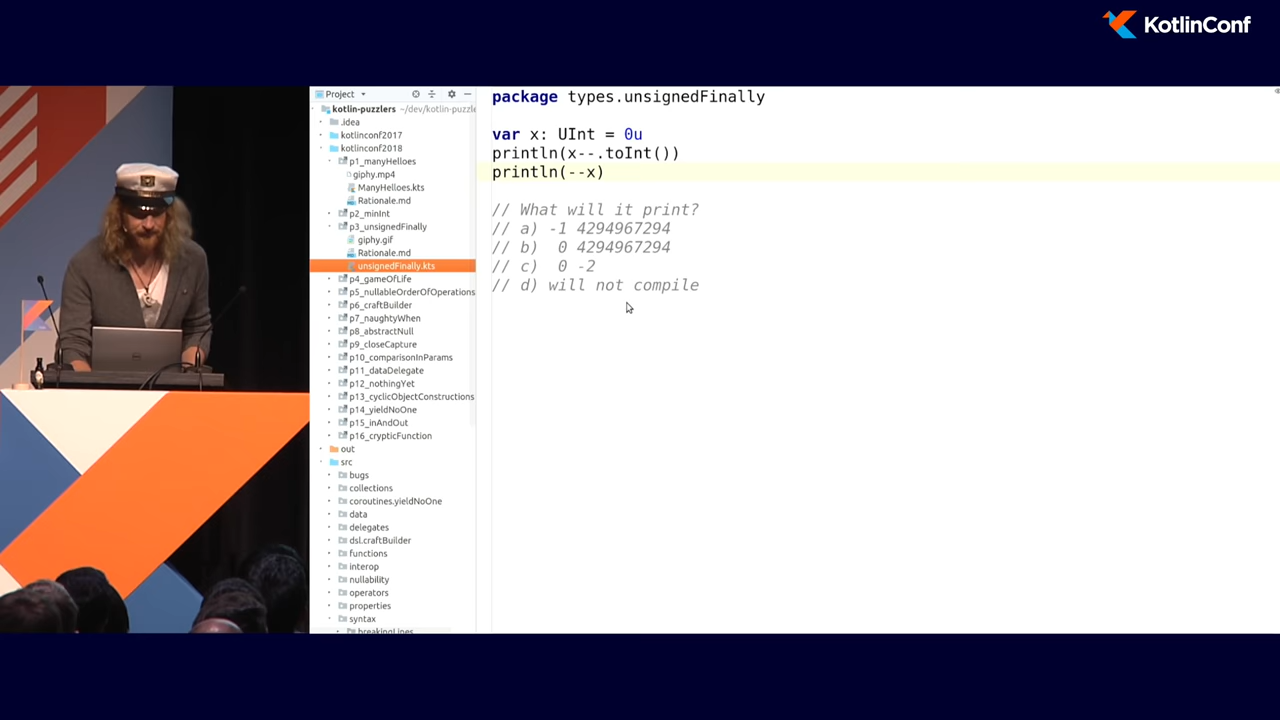 KotlinConf
Project
kotlin-puzzlers ~/dev/kotlin-puzzle
.idea
kotlinconf2017
kotlinconf2018
p1_manyHelloes
giphy.mp4
ManyHelloes.kts
Rationale.md
p2_minInt
p3_unsignedFinally
giphy.gif
Rationale.md
unsignedFinally.kts
p4_gameOfLife
p5_nullableOrderOfOperations
p6_craftBuilder
p7_naughtyWhen
p8_abstractNull
p9_closeCapture
p10_comparisonInParams
p11_dataDelegate
p12_nothingYet
p13_cyclicObjectConstructions
p14_yieldNoOne
p15_inAndOut
p16_crypicFunction
out
src
bugs
collections
coroutines.yieldNoOne
data
delegates
dsl.craftBuilder
functions
interop
nullability
operators
properties
syntax
breakingLines
package types.unsignedFinally
var x: UInt = 0u
println(x--.toInt())
println(--x)
// What will it print?
// a) -1 4294967294
// b) 0 4294967294
// c) 0 -2
// d) will not compile